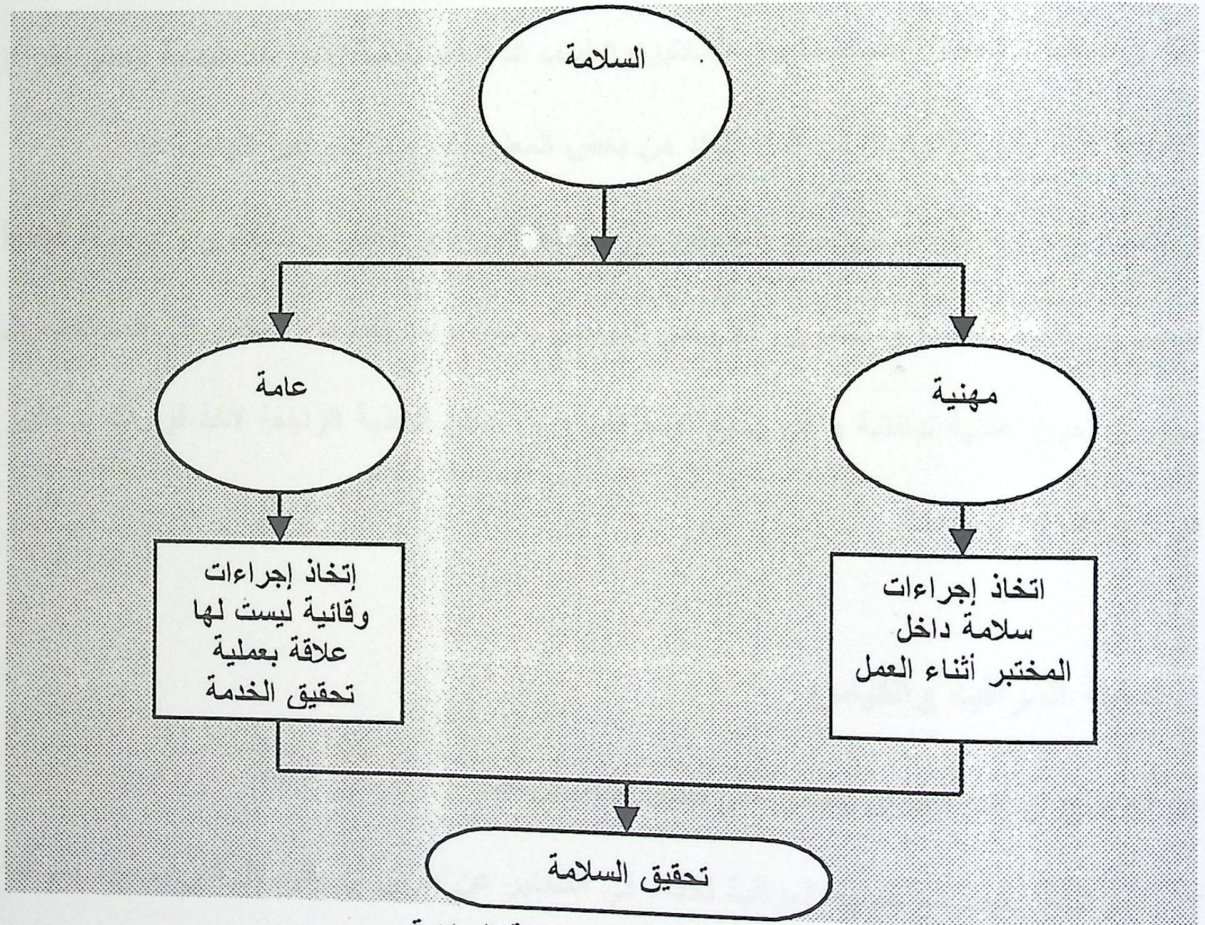 السلامة
عامة
مهنية
إتخاذ إجراءات
وقائية ليست لها
علاقة بعملية
تحقيق الخدمة
اتخاذ إجراءات
سلامة داخل
المختبر أثناء العمل
تحقيق السلامة